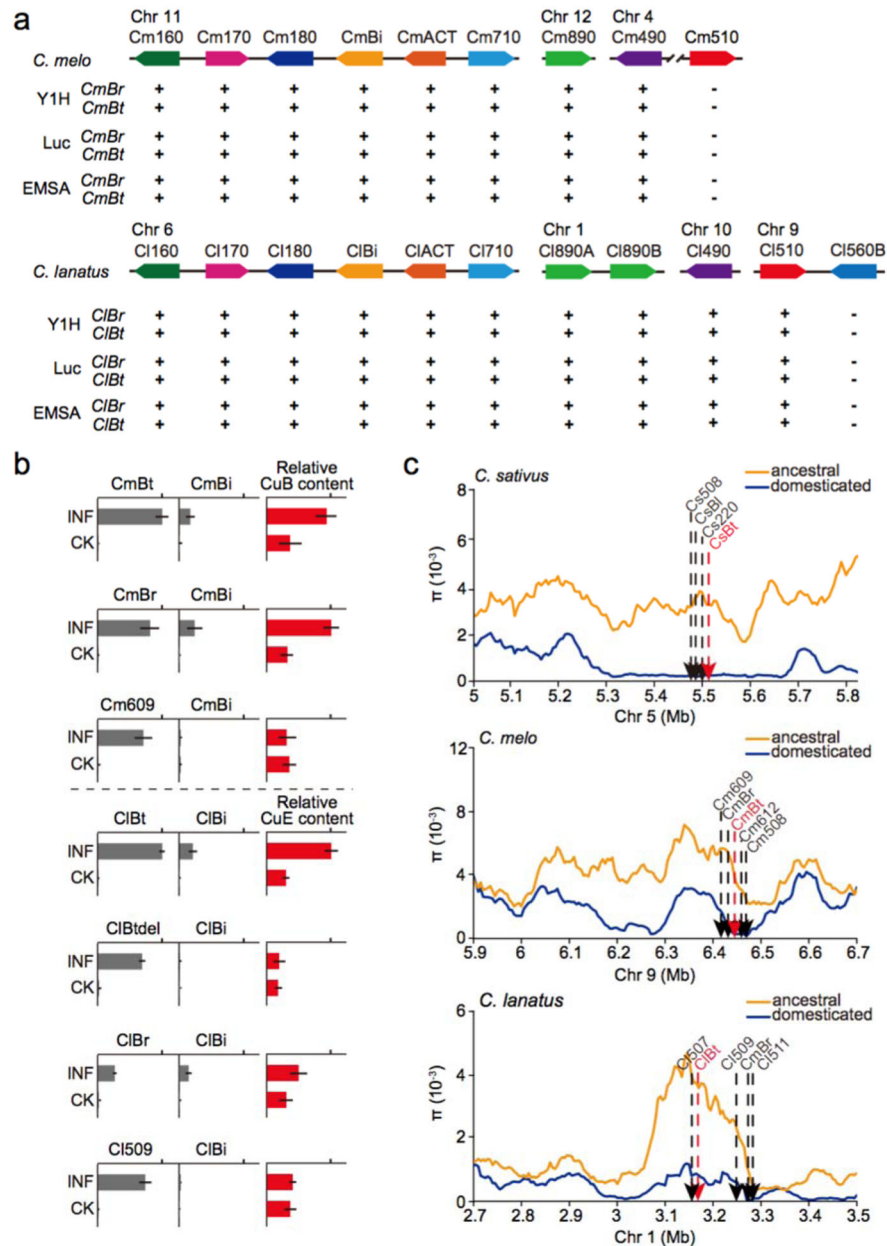 a
Chr 11 Chr 12 Chr 4
Cm160 Cm170 Cm180 CmBi CmACT Cm710 Cm890 Cm490 Cm510
C. melo
Y1H CmBr + + + + + + + + -
CmBt + + + + + + + + -
Luc CmBr + + + + + + + + -
CmBt + + + + + + + + -
EMSA CmBr + + + + + + + + -
CmBt + + + + + + + + -
Chr 6 Chr 1 Chr 10 Chr 9
Cl160 Cl170 Cl180 ClBi ClACT Cl710 Cl890A Cl890B Cl490 Cl510 Cl560B
C. lanatus
Y1H ClBr + + + + + + + + + + -
ClBt + + + + + + + + + + -
Luc ClBr + + + + + + + + + + -
ClBt + + + + + + + + + + -
EMSA ClBr + + + + + + + + + + -
ClBt + + + + + + + + + + -
b
CmBt CmBi Relative CuB content
INF
CK
CmBr CmBi
INF
CK
Cm609 CmBi
INF
CK
ClBt ClBi Relative CuE content
INF
CK
ClBtdel ClBi
INF
CK
ClBr ClBi
INF
CK
Cl509 ClBi
INF
CK
c
C. sativus
ancestral
domesticated
Cs508
CsBl
Cs220
CsBt
π (10⁻³)
8
6
4
2
0
5 5.1 5.2 5.3 5.4 5.5 5.6 5.7 5.8
Chr 5 (Mb)
C. melo
ancestral
domesticated
Cm609
CmBr
CmBt
Cm612
Cm508
π (10⁻³)
12
8
4
0
5.9 6 6.1 6.2 6.3 6.4 6.5 6.6 6.7
Chr 9 (Mb)
C. lanatus
ancestral
domesticated
Cl507
ClBt
Cl509
CmBr
Cl511
π (10⁻³)
6
4
2
0
2.7 2.8 2.9 3 3.1 3.2 3.3 3.4 3.5
Chr 1 (Mb)